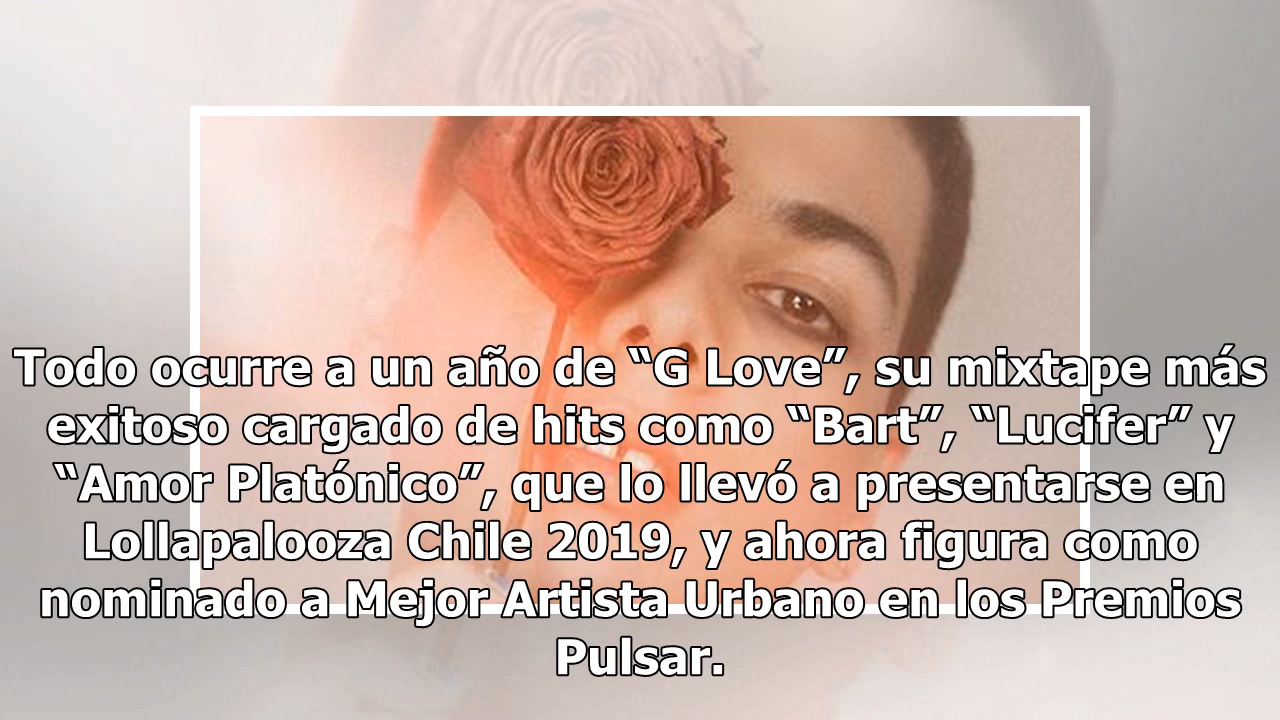 Todo ocurre a un año de “G Love”, su mixtape más
exitoso cargado de hits como “Bart”, “Lucifer” y
“Amor Platónico”, que lo llevó a presentarse en
Lollapalooza Chile 2019, y ahora figura como
nominado a Mejor Artista Urbano en los Premios
Pulsar.